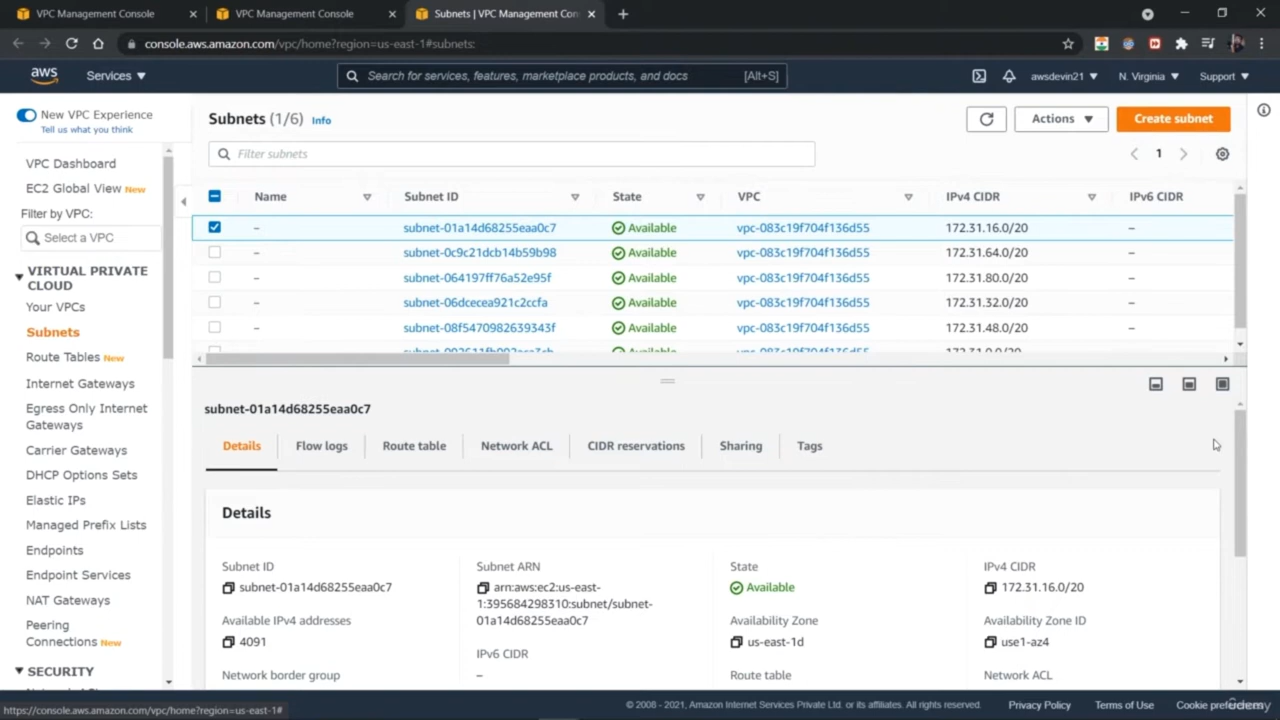 VPC Management Console
VPC Management Console
Subnets | VPC Management Con
console.aws.amazon.com/vpc/home?region=us-east-1#subnets:
aws
Services
Search for services, features, marketplace products, and docs
[Alt+S]
awsdevin21
N. Virginia
Support
New VPC Experience
Tell us what you think
VPC Dashboard
EC2 Global View New
Filter by VPC:
Select a VPC
VIRTUAL PRIVATE
CLOUD
Your VPCs
Subnets
Route Tables New
Internet Gateways
Egress Only Internet
Gateways
Carrier Gateways
DHCP Options Sets
Elastic IPs
Managed Prefix Lists
Endpoints
Endpoint Services
NAT Gateways
Peering
Connections New
SECURITY
Subnets (1/6) Info
Actions
Create subnet
Filter subnets
1
Name Subnet ID State VPC IPv4 CIDR IPv6 CIDR
– subnet-01a14d68255eaa0c7 Available vpc-083c19f704f136d55 172.31.16.0/20 –
– subnet-0c9c21dcb14b59b98 Available vpc-083c19f704f136d55 172.31.64.0/20 –
– subnet-064197ff76a52e95f Available vpc-083c19f704f136d55 172.31.80.0/20 –
– subnet-06dcecea921c2ccfa Available vpc-083c19f704f136d55 172.31.32.0/20 –
– subnet-08f5470982639343f Available vpc-083c19f704f136d55 172.31.48.0/20 –
Available 172.31.0.0/20
subnet-01a14d68255eaa0c7
Details Flow logs Route table Network ACL CIDR reservations Sharing Tags
Details
Subnet ID
subnet-01a14d68255eaa0c7
Available IPv4 addresses
4091
Network border group
Subnet ARN
arn:aws:ec2:us-east-
1:395684298310:subnet/subnet-
01a14d68255eaa0c7
IPv6 CIDR
–
State
Available
Availability Zone
us-east-1d
Route table
IPv4 CIDR
172.31.16.0/20
Availability Zone ID
use1-az4
Network ACL
https://console.aws.amazon.com/vpc/home?region=us-east-1#
© 2008 - 2021, Amazon Internet Services Private Ltd. or its affiliates. All rights reserved.
Privacy Policy
Terms of Use
Cookie preferences
Udemy